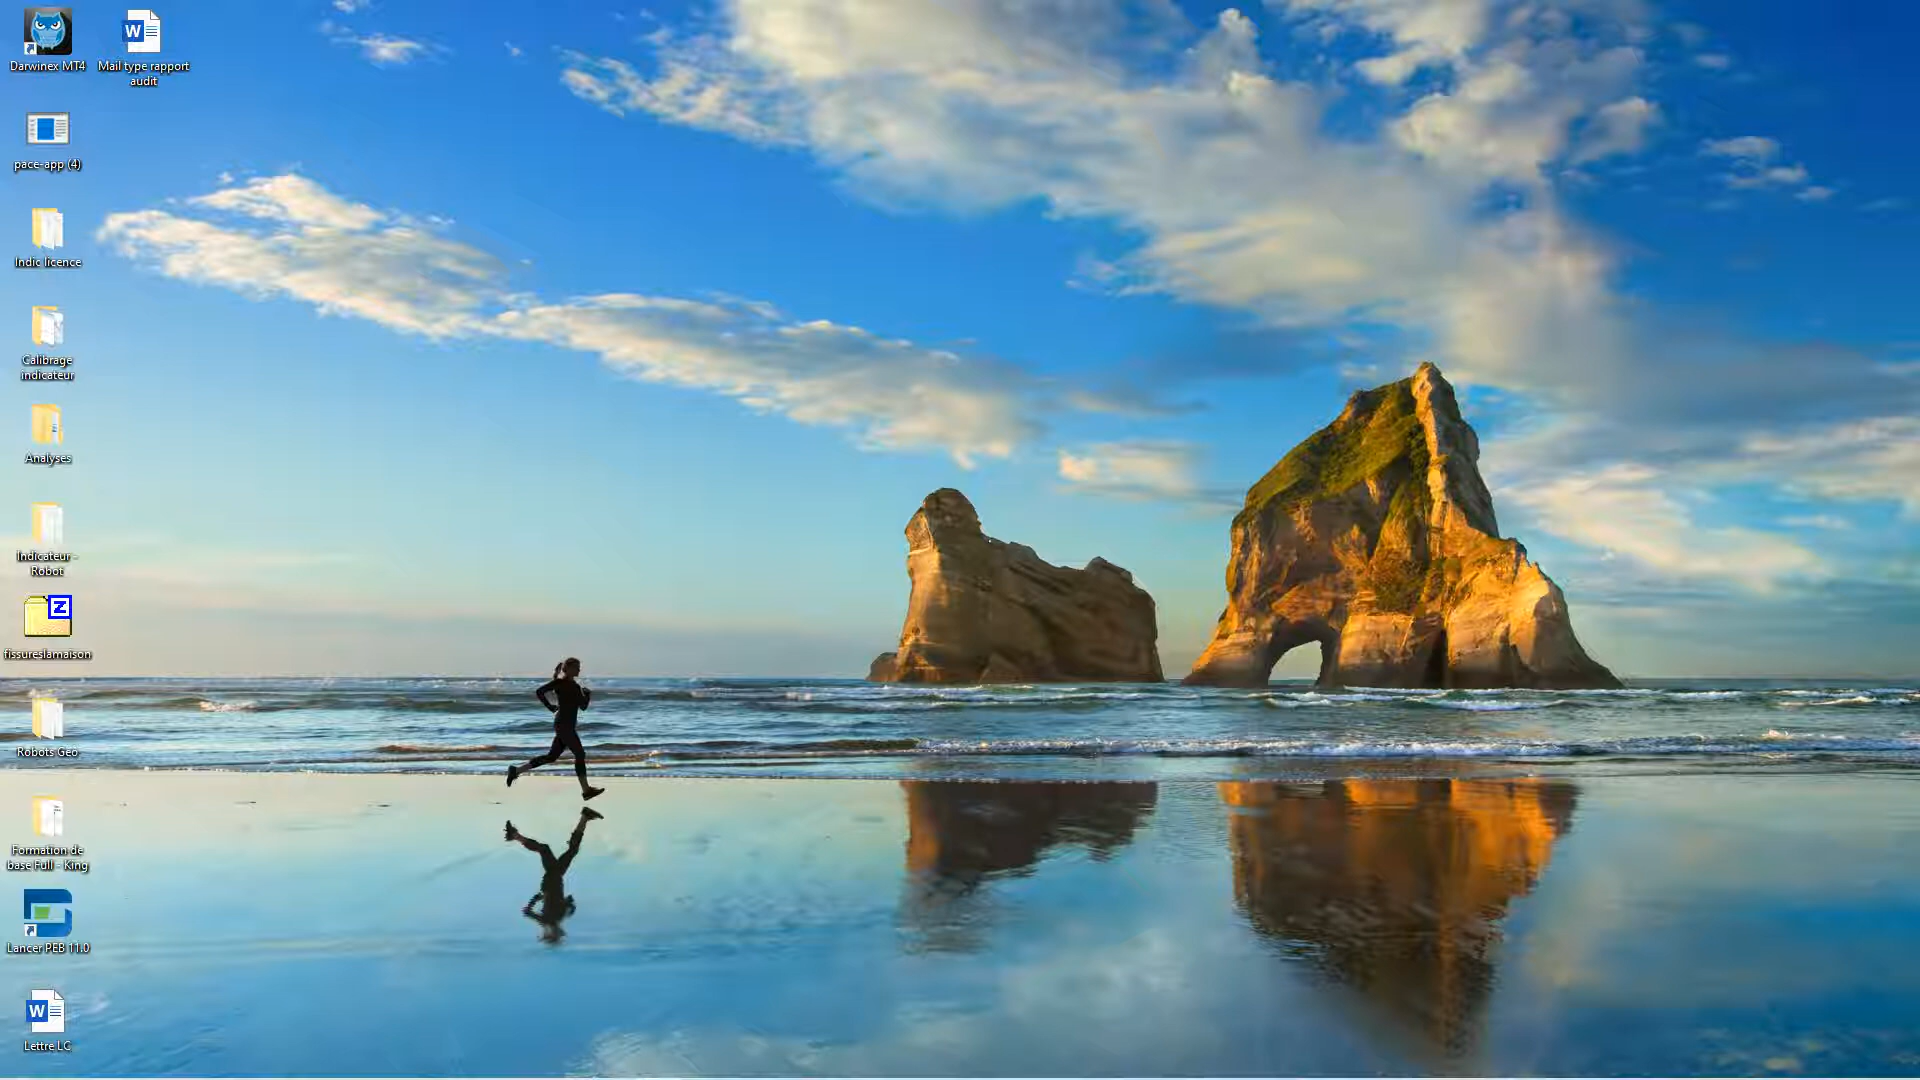 Darwinex MT4
Mail type rapport
audit
pace-app (4)
Indic licence
Calibrage
indicateur
Analyses
Indicateur -
Robot
fissureslamaison
Robots Geo
Formation de
base Full - King
Lancer PEB 11.0
Lettre LC